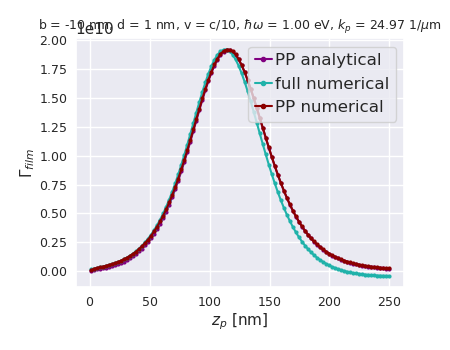 b = -10 nm, d = 1 nm, v = c/10, ℏω = 1.00 eV, k_p = 24.97 1/μm
1e10
2.00
1.75
1.50
1.25
1.00
0.75
0.50
0.25
0.00
Γ_film
PP analytical
full numerical
PP numerical
0 50 100 150 200 250
z_p [nm]